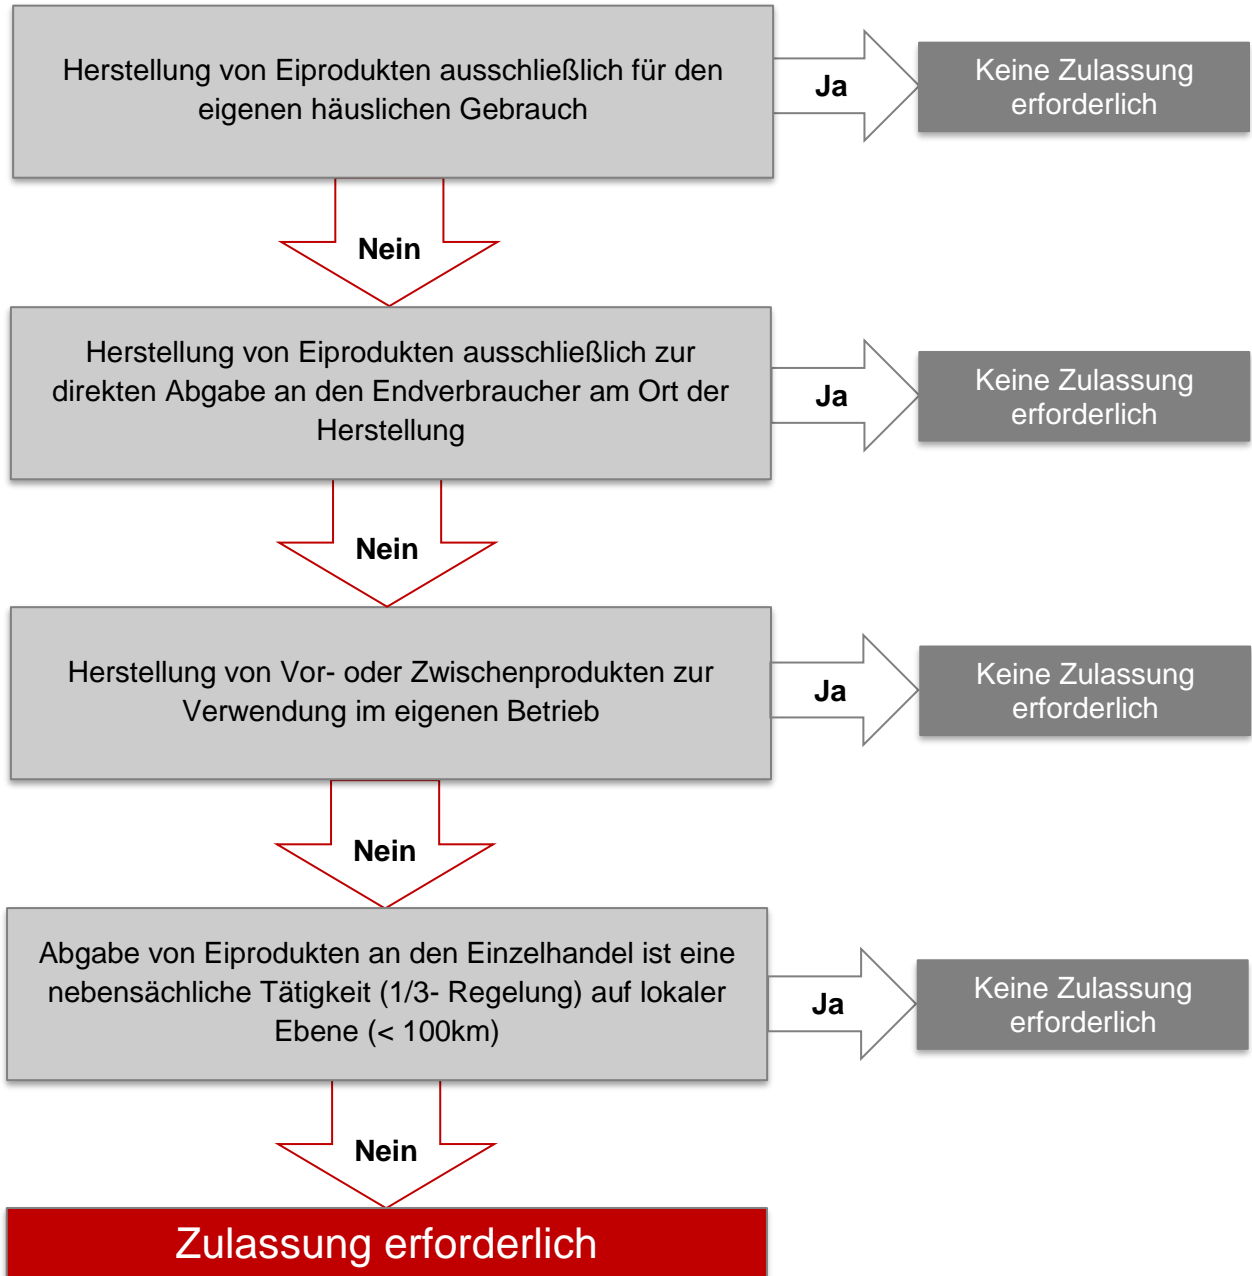 Herstellung von Eiprodukten ausschließlich für den
eigenen häuslichen Gebrauch
Ja
Keine Zulassung
erforderlich
Nein
Herstellung von Eiprodukten ausschließlich zur
direkten Abgabe an den Endverbraucher am Ort der
Herstellung
Ja
Keine Zulassung
erforderlich
Nein
Herstellung von Vor- oder Zwischenprodukten zur
Verwendung im eigenen Betrieb
Ja
Keine Zulassung
erforderlich
Nein
Abgabe von Eiprodukten an den Einzelhandel ist eine
nebensächliche Tätigkeit (1/3- Regelung) auf lokaler
Ebene (< 100km)
Ja
Keine Zulassung
erforderlich
Nein
Zulassung erforderlich